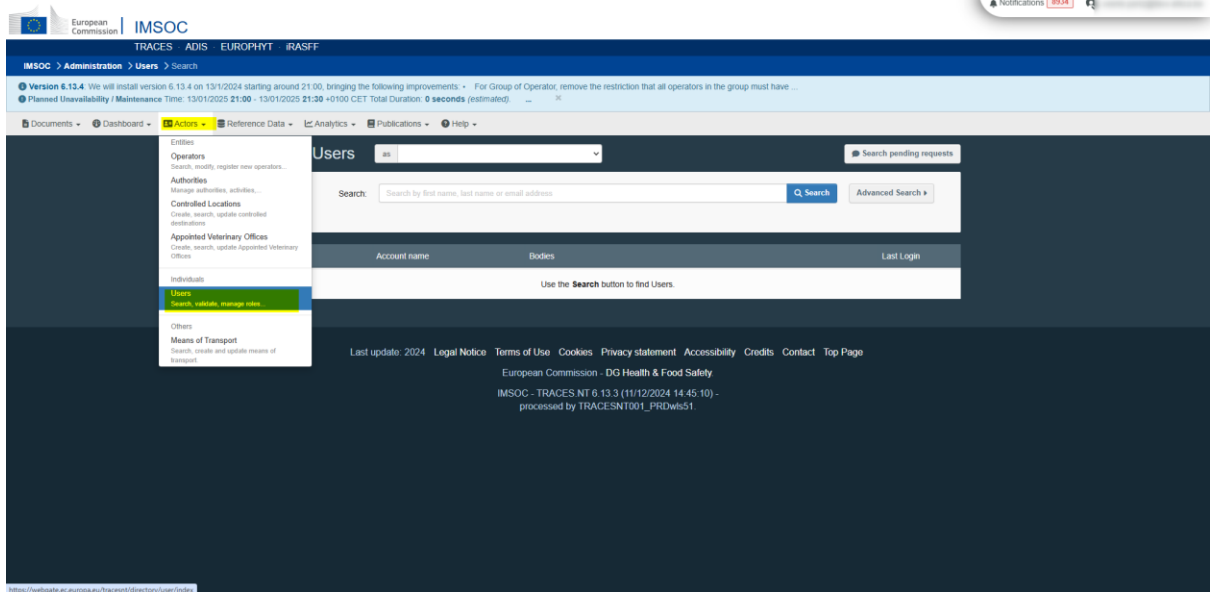 Notifications 8934
European
Commission
IMSOC
TRACES · ADIS · EUROPHYT · iRASFF
IMSOC > Administration > Users > Search
Version 6.13.4: We will install version 6.13.4 on 13/1/2024 starting around 21:00, bringing the following improvements: - For Group of Operator, remove the restriction that all operators in the group must have ...
Planned Unavailability / Maintenance Time: 13/01/2025 21:00 - 13/01/2025 21:30 +0100 CET Total Duration: 0 seconds (estimated). ...
Documents Dashboard Actors Reference Data Analytics Publications Help
Entities
Operators
Search, modify, register new operators...
Authorities
Manage authorities, activities,...
Controlled Locations
Create, search, update controlled
destinations
Appointed Veterinary Offices
Create, search, update Appointed Veterinary
Offices
Individuals
Users
Search, validate, manage roles...
Others
Means of Transport
Search, create and update means of
transport
Users as Search pending requests
Search: Search by first name, last name or email address Search Advanced Search
Account name Bodies Last Login
Use the Search button to find Users.
Last update: 2024 Legal Notice Terms of Use Cookies Privacy statement Accessibility Credits Contact Top Page
European Commission - DG Health & Food Safety
IMSOC - TRACES.NT 6.13.3 (11/12/2024 14:45:10) -
processed by TRACESNT001_PRDwls51.
https://webgate.ec.europa.eu/tracesnt/directory/user/index